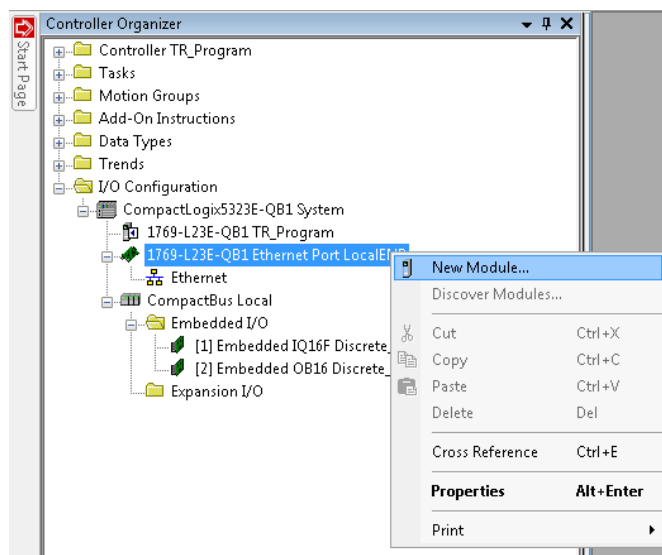 Controller Organizer
Start Page
Controller TR_Program
Tasks
Motion Groups
Add-On Instructions
Data Types
Trends
I/O Configuration
CompactLogix5323E-QB1 System
1769-L23E-QB1 TR_Program
1769-L23E-QB1 Ethernet Port LocalENB
Ethernet
CompactBus Local
Embedded I/O
[1] Embedded IQ16F Discrete_
[2] Embedded OB16 Discrete_
Expansion I/O
New Module...
Discover Modules...
Cut Ctrl+X
Copy Ctrl+C
Paste Ctrl+V
Delete Del
Cross Reference Ctrl+E
Properties Alt+Enter
Print